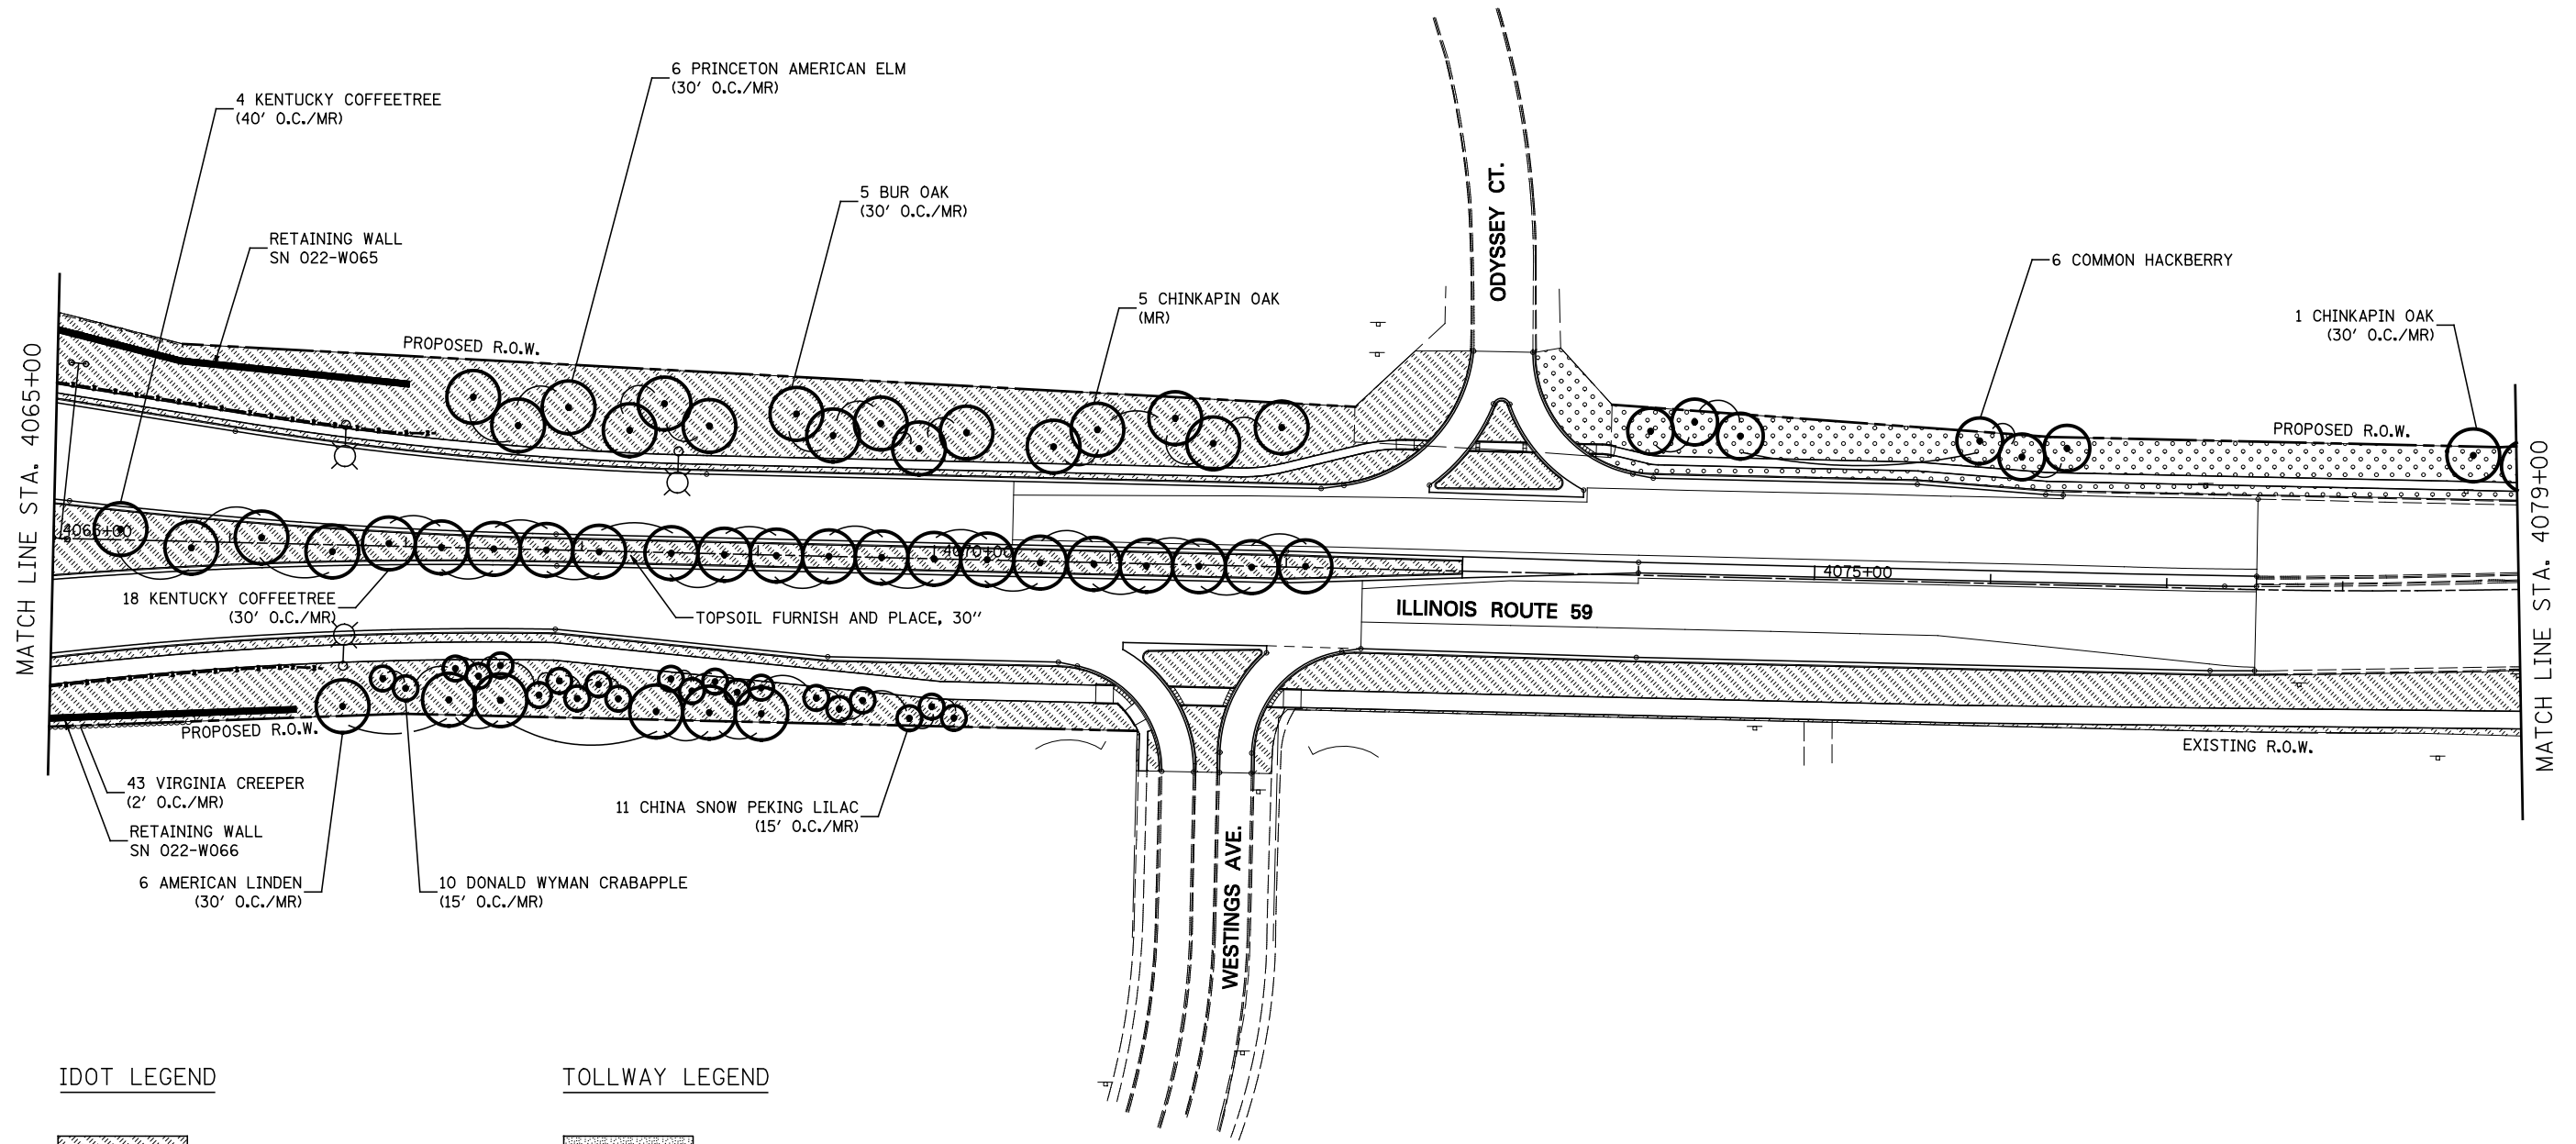 6 PRINCETON AMERICAN ELM
(30' O.C./MR)
4 KENTUCKY COFFEETREE
(40' O.C./MR)
5 BUR OAK
(30' O.C./MR)
RETAINING WALL
SN 022-W065
5 CHINKAPIN OAK
(MR)
ODYSSEY CT.
6 COMMON HACKBERRY
1 CHINKAPIN OAK
(30' O.C./MR)
PROPOSED R.O.W.
PROPOSED R.O.W.
MATCH LINE STA. 4065+00
MATCH LINE STA. 4079+00
4065+00
4070+00
4075+00
18 KENTUCKY COFFEETREE
(30' O.C./MR)
TOPSOIL FURNISH AND PLACE, 30"
ILLINOIS ROUTE 59
PROPOSED R.O.W.
EXISTING R.O.W.
43 VIRGINIA CREEPER
(2' O.C./MR)
RETAINING WALL
SN 022-W066
11 CHINA SNOW PEKING LILAC
(15' O.C./MR)
6 AMERICAN LINDEN
(30' O.C./MR)
10 DONALD WYMAN CRABAPPLE
(15' O.C./MR)
WESTINGS AVE.
IDOT LEGEND
TOLLWAY LEGEND